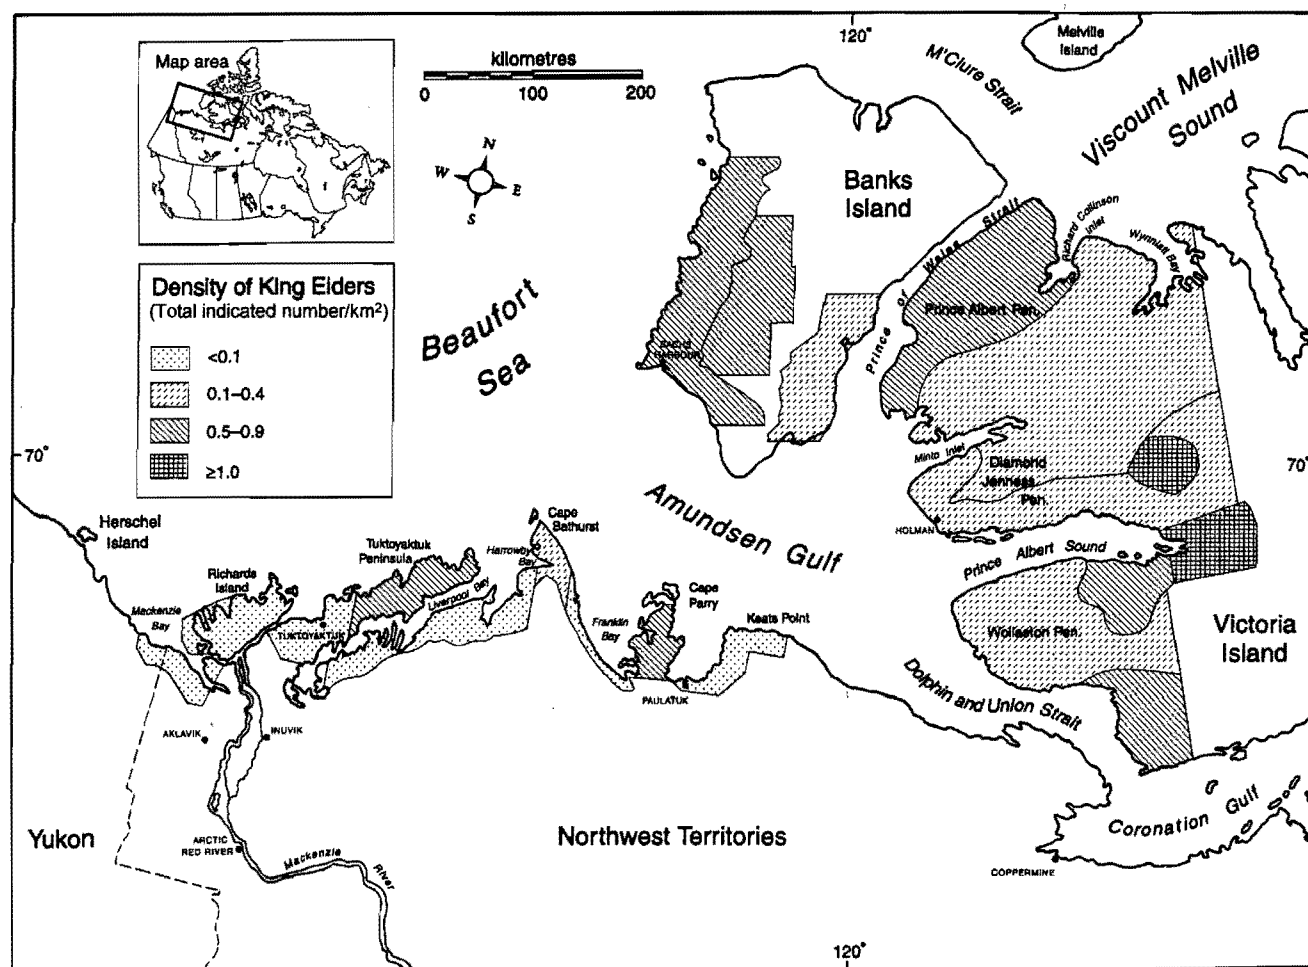 120°
Melville
Island
M'Clure Strait
Viscount Melville
Sound
Map area
kilometres
0 100 200
N
W E
S
Banks
Island
Density of King Eiders
(Total indicated number/km²)
<0.1
0.1–0.4
0.5–0.9
≥1.0
Beaufort
Sea
Prince of Wales Strait
Richard Collinson
Inlet
Wynniatt Bay
Prince Albert Pen.
SACHS
HARBOUR
70°
70°
Minto Inlet
Diamond
Jenness
Pen.
HOLMAN
Amundsen Gulf
Prince Albert Sound
Herschel
Island
Cape
Bathurst
Harrowby
Bay
Tuktoyaktuk
Peninsula
Richards
Island
Liverpool Bay
Mackenzie
Bay
TUKTOYAKTUK
Franklin
Bay
Cape
Parry
Keats Point
PAULATUK
Wollaston Pen.
Victoria
Island
Dolphin and Union Strait
AKLAVIK
INUVIK
Yukon
ARCTIC
RED RIVER
Mackenzie
River
Northwest Territories
Coronation Gulf
COPPERMINE
120°